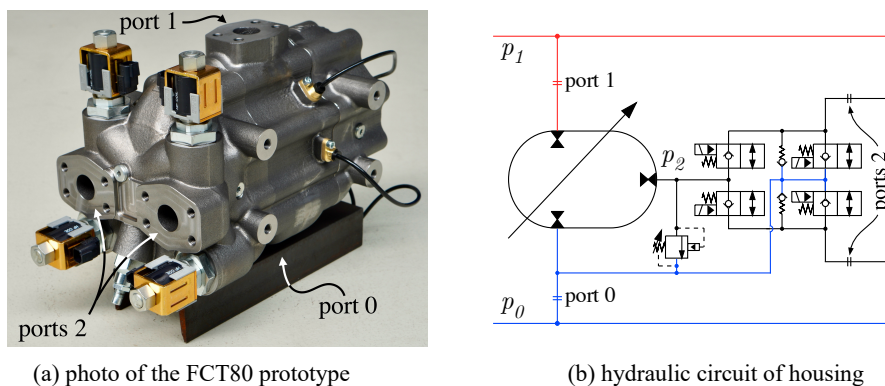 port 1
ports 2
port 0
(a) photo of the FCT80 prototype
p1
port 1
p2
ports 2
port 0
p0
(b) hydraulic circuit of housing